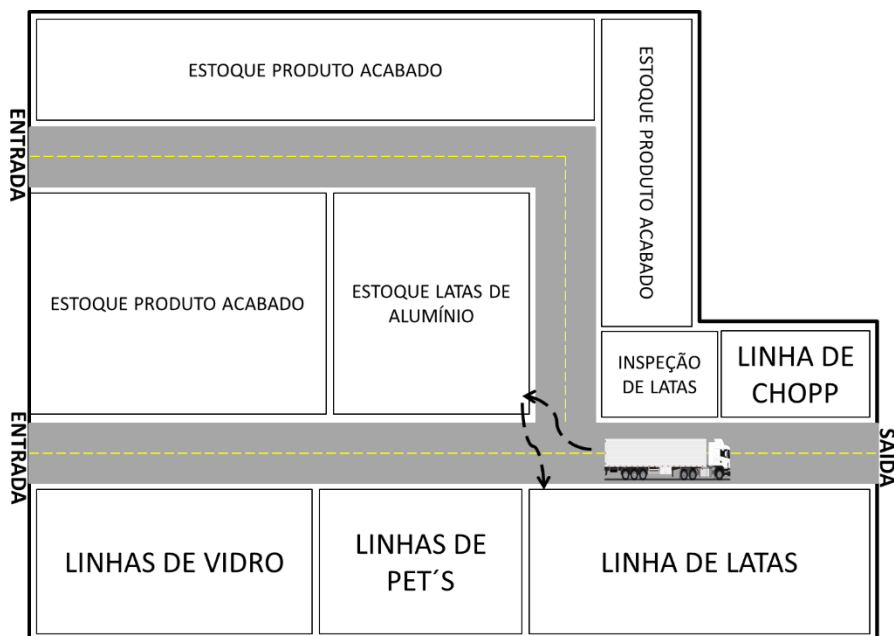 ESTOQUE PRODUTO ACABADO
ESTOQUE PRODUTO ACABADO
ENTRADA
ESTOQUE PRODUTO ACABADO
ESTOQUE LATAS DE
ALUMÍNIO
INSPEÇÃO
DE LATAS
LINHA DE
CHOPP
ENTRADA
SAÍDA
LINHAS DE VIDRO
LINHAS DE
PET´S
LINHA DE LATAS